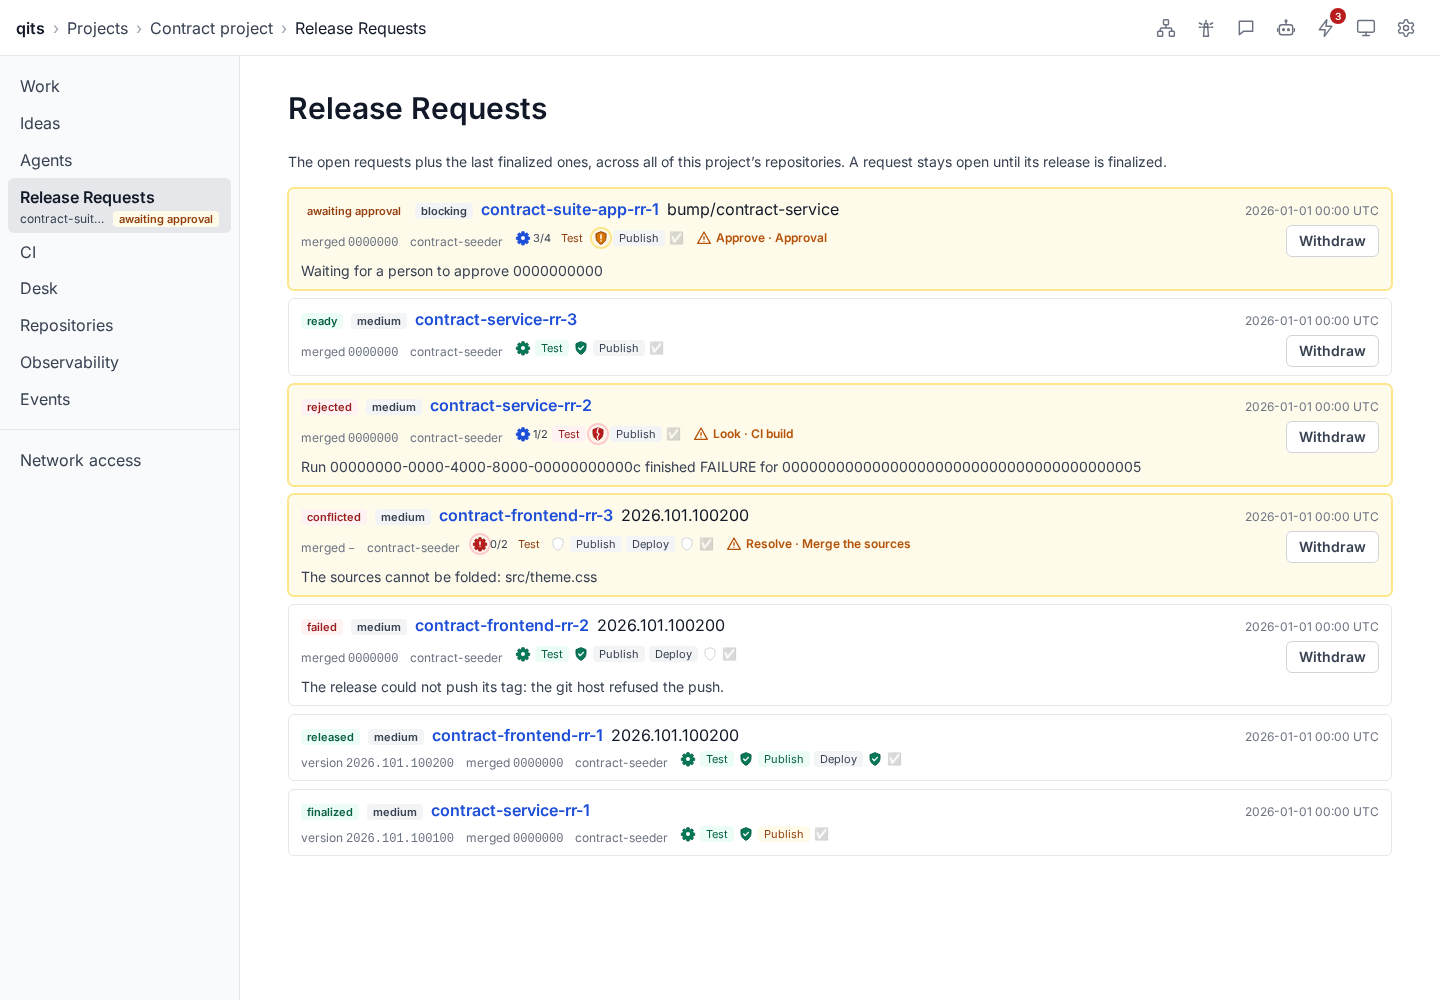 qits › Projects › Contract project › Release Requests
3
Work
Ideas
Agents
Release Requests
contract-suit... awaiting approval
CI
Desk
Repositories
Observability
Events
Network access
Release Requests
The open requests plus the last finalized ones, across all of this project's repositories. A request stays open until its release is finalized.
awaiting approval blocking contract-suite-app-rr-1 bump/contract-service 2026-01-01 00:00 UTC
merged 0000000 contract-seeder 3/4 Test Publish Approve · Approval Withdraw
Waiting for a person to approve 0000000000
ready medium contract-service-rr-3 2026-01-01 00:00 UTC
merged 0000000 contract-seeder Test Publish Withdraw
rejected medium contract-service-rr-2 2026-01-01 00:00 UTC
merged 0000000 contract-seeder 1/2 Test Publish Look · CI build Withdraw
Run 00000000-0000-4000-8000-00000000000c finished FAILURE for 0000000000000000000000000000000000000005
conflicted medium contract-frontend-rr-3 2026.101.100200 2026-01-01 00:00 UTC
merged – contract-seeder 0/2 Test Publish Deploy Resolve · Merge the sources Withdraw
The sources cannot be folded: src/theme.css
failed medium contract-frontend-rr-2 2026.101.100200 2026-01-01 00:00 UTC
merged 0000000 contract-seeder Test Publish Deploy Withdraw
The release could not push its tag: the git host refused the push.
released medium contract-frontend-rr-1 2026.101.100200 2026-01-01 00:00 UTC
version 2026.101.100200 merged 0000000 contract-seeder Test Publish Deploy
finalized medium contract-service-rr-1 2026-01-01 00:00 UTC
version 2026.101.100100 merged 0000000 contract-seeder Test Publish